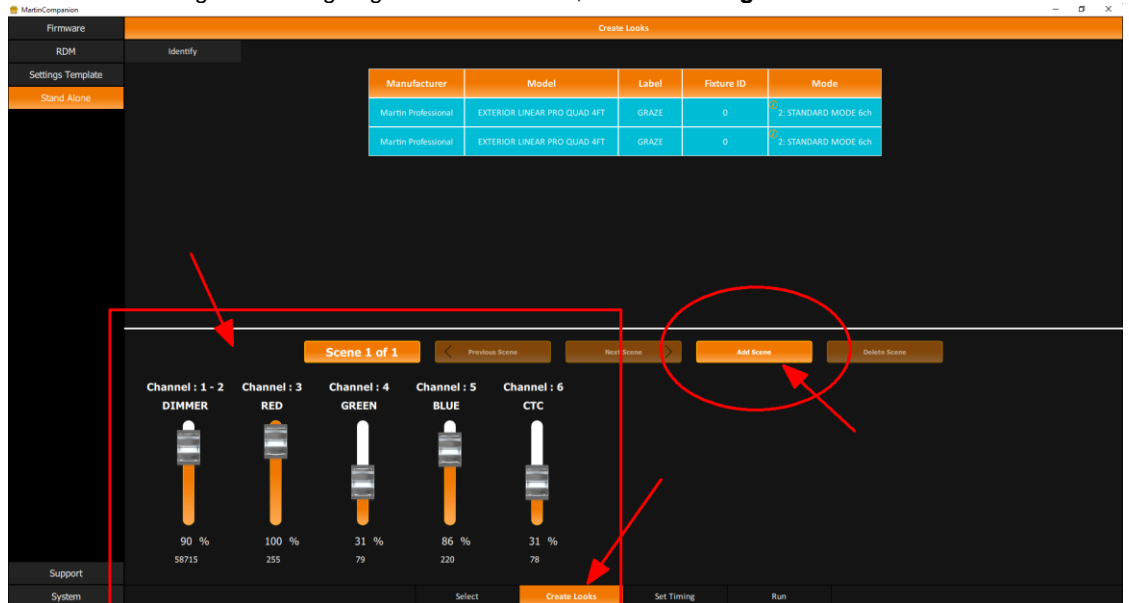 MartinCompanion
Firmware
Create Looks
RDM
Identify
Settings Template
Stand Alone
Manufacturer Model Label Fixture ID Mode
Martin Professional EXTERIOR LINEAR PRO QUAD 4FT GRAZE 0 2: STANDARD MODE 6ch
Martin Professional EXTERIOR LINEAR PRO QUAD 4FT GRAZE 0 2: STANDARD MODE 6ch
Scene 1 of 1 Previous Scene Next Scene Add Scene Delete Scene
Channel : 1 - 2 Channel : 3 Channel : 4 Channel : 5 Channel : 6
DIMMER RED GREEN BLUE CTC
90 % 100 % 31 % 86 % 31 %
58715 255 79 220 78
Support
System Select Create Looks Set Timing Run